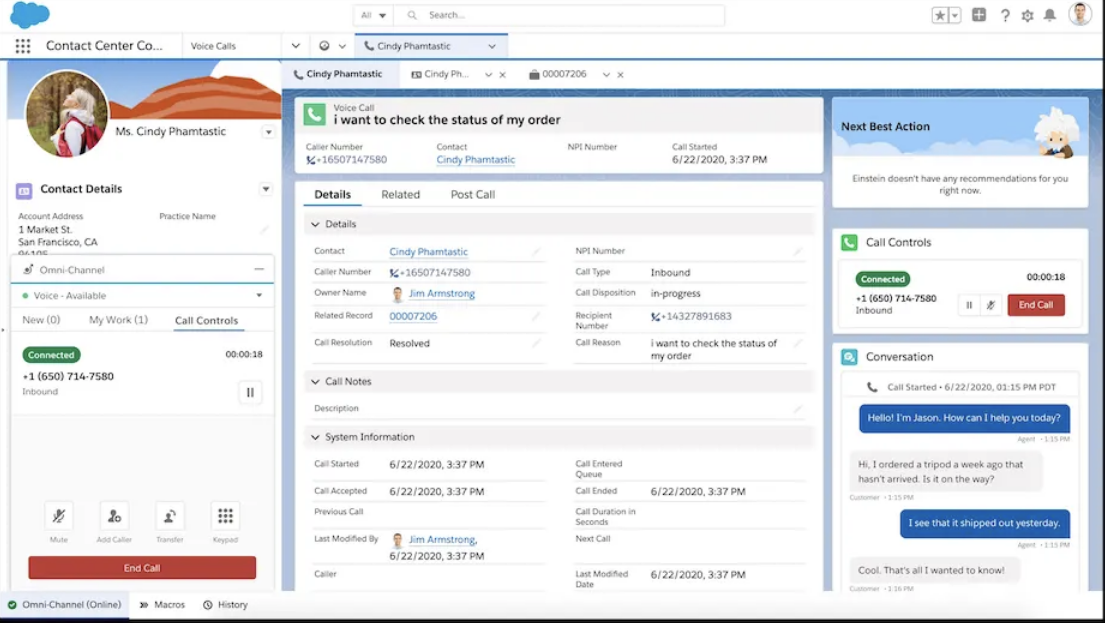 All
Search...
Contact Center Co...
Voice Calls
Cindy Phamtastic
Ms. Cindy Phamtastic
Contact Details
Account Address
Practice Name
1 Market St.
San Francisco, CA
94105
Omni-Channel
Voice - Available
New (0)
My Work (1)
Call Controls
Connected
00:00:18
+1 (650) 714-7580
Inbound
Mute
Add Caller
Transfer
Keypad
End Call
Cindy Phamtastic
Cindy Ph...
00007206
Voice Call
i want to check the status of my order
Caller Number
Contact
NPI Number
Call Started
+16507147580
Cindy Phamtastic
6/22/2020, 3:37 PM
Details
Related
Post Call
Details
Contact
Cindy Phamtastic
NPI Number
Caller Number
+16507147580
Call Type
Inbound
Owner Name
Jim Armstrong
Call Disposition
in-progress
Related Record
00007206
Recipient
Number
+14327891683
Call Resolution
Resolved
Call Reason
i want to check the status of
my order
Call Notes
Description
System Information
Call Started
6/22/2020, 3:37 PM
Call Entered
Queue
Call Accepted
6/22/2020, 3:37 PM
Call Ended
6/22/2020, 3:37 PM
Previous Call
Call Duration in
Seconds
Last Modified By
Jim Armstrong,
6/22/2020, 3:37 PM
Next Call
Caller
Last Modified
Date
6/22/2020, 3:37 PM
Next Best Action
Einstein doesn't have any recommendations for you
right now.
Call Controls
Connected
00:00:18
+1 (650) 714-7580
Inbound
End Call
Conversation
Call Started • 6/22/2020, 01:15 PM PDT
Hello! I'm Jason. How can I help you today?
Agent • 1:15 PM
Hi, I ordered a tripod a week ago that
hasn't arrived. Is it on the way?
Customer • 1:15 PM
I see that it shipped out yesterday.
Agent • 1:15 PM
Cool. That's all I wanted to know!
Customer • 1:16 PM
Omni-Channel (Online)
Macros
History